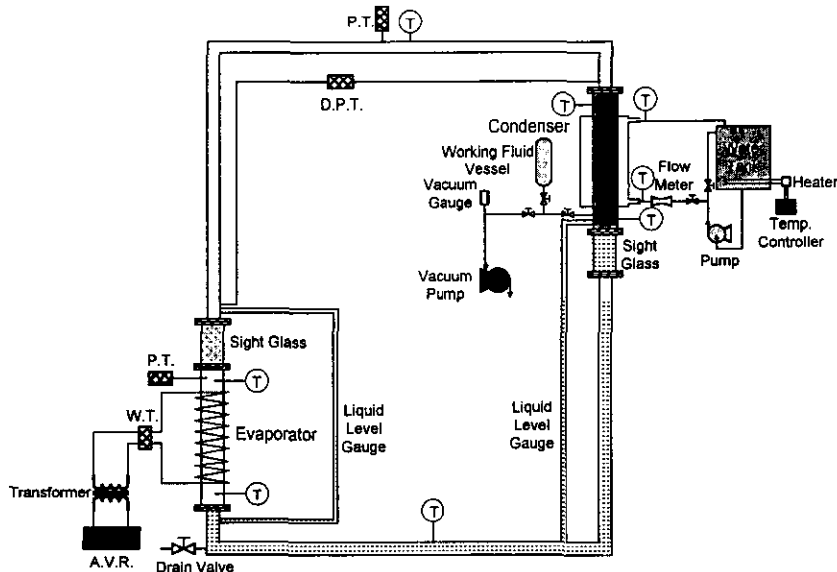 P.T.
T
D.P.T.
T
T
Condenser
Working Fluid
Vessel
Vacuum
Gauge
T
Flow
Meter
T
Heater
Temp.
Controller
Pump
Sight
Glass
Vacuum
Pump
Sight Glass
P.T.
T
W.T.
Evaporator
Liquid
Level
Gauge
Liquid
Level
Gauge
Transformer
T
T
A.V.R.
Drain Valve